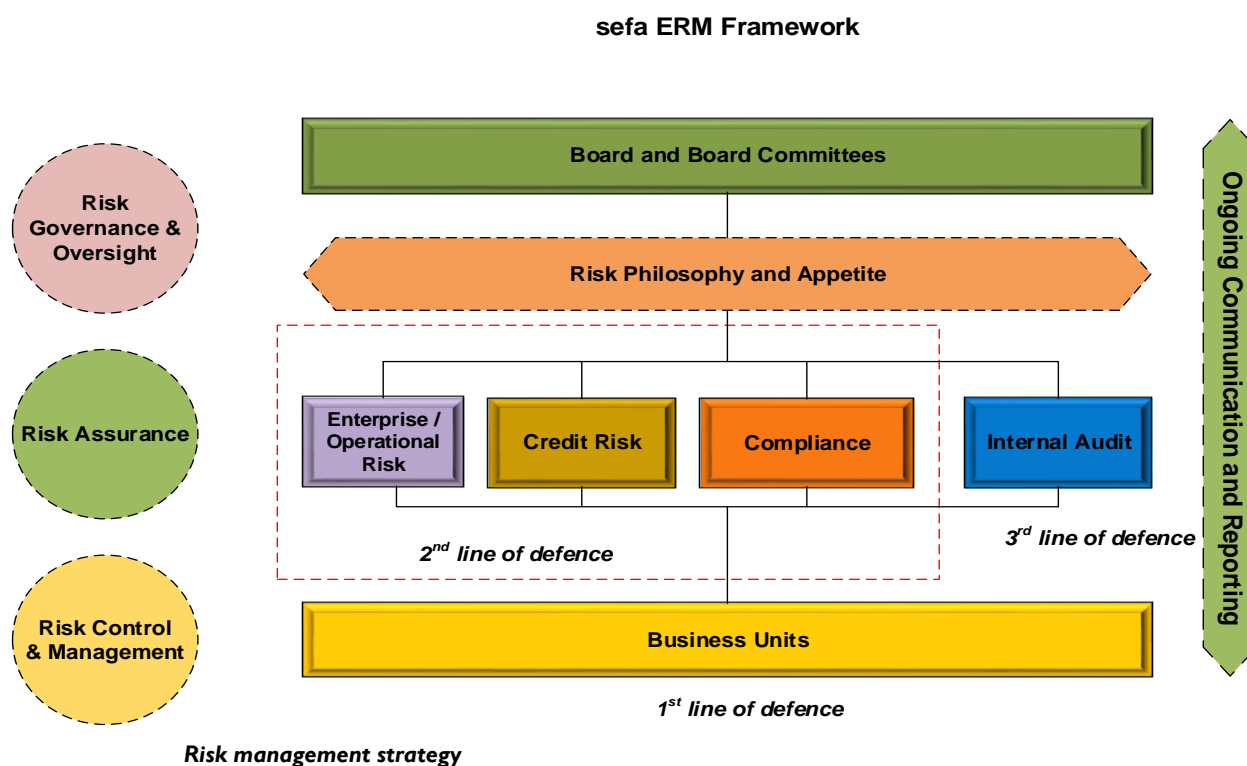 sefa ERM Framework
Board and Board Committees
Risk
Governance &
Oversight
Risk Philosophy and Appetite
Ongoing Communication and Reporting
Risk Assurance
Enterprise /
Operational
Risk
Credit Risk
Compliance
Internal Audit
2nd line of defence
3rd line of defence
Risk Control
& Management
Business Units
1st line of defence
Risk management strategy